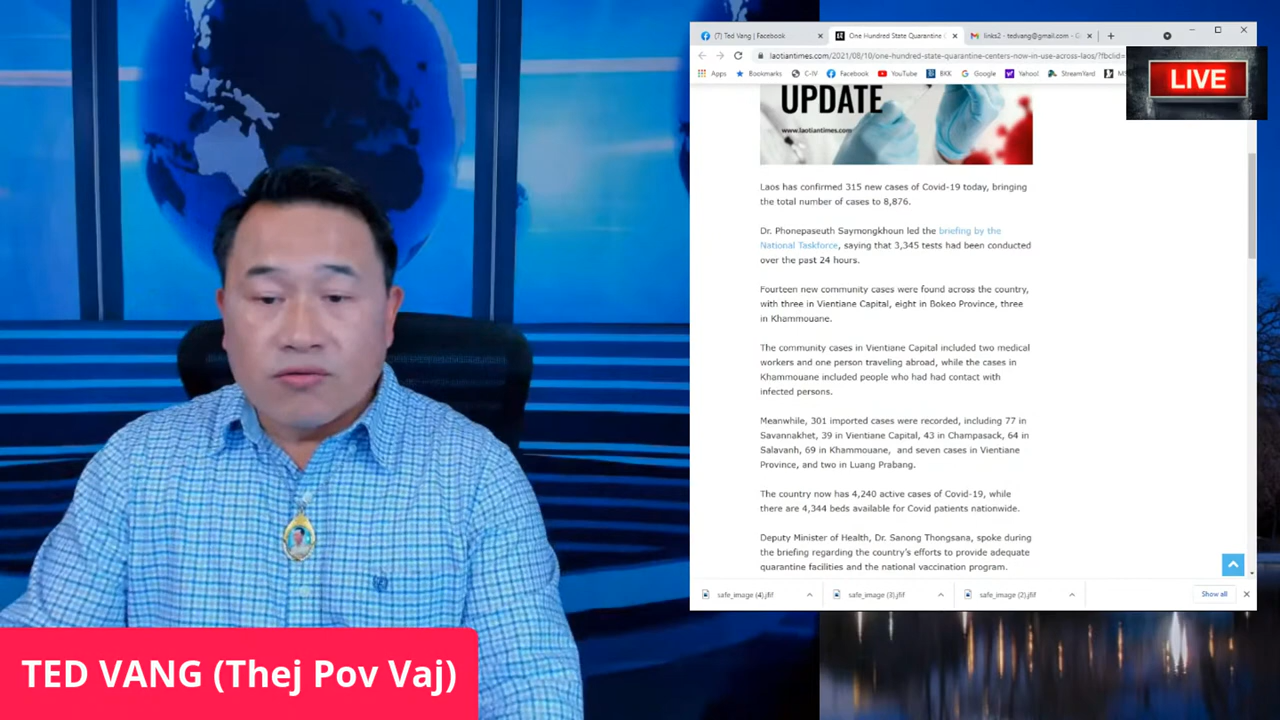 (7) Ted Vang | Facebook
One Hundred State Quarantine
links2 - tedvang@gmail.com - G
laotiantimes.com/2021/08/10/one-hundred-state-quarantine-centers-now-in-use-across-laos/?fbclid=
Apps Bookmarks C-IV Facebook YouTube BKK Google Yahoo! StreamYard
LIVE
UPDATE
www.laotiantimes.com
Laos has confirmed 315 new cases of Covid-19 today, bringing
the total number of cases to 8,876.
Dr. Phonepaseuth Saymongkhoun led the briefing by the
National Taskforce, saying that 3,345 tests had been conducted
over the past 24 hours.
Fourteen new community cases were found across the country,
with three in Vientiane Capital, eight in Bokeo Province, three
in Khammouane.
The community cases in Vientiane Capital included two medical
workers and one person traveling abroad, while the cases in
Khammouane included people who had had contact with
infected persons.
Meanwhile, 301 imported cases were recorded, including 77 in
Savannakhet, 39 in Vientiane Capital, 43 in Champasack, 64 in
Salavanh, 69 in Khammouane, and seven cases in Vientiane
Province, and two in Luang Prabang.
The country now has 4,240 active cases of Covid-19, while
there are 4,344 beds available for Covid patients nationwide.
Deputy Minister of Health, Dr. Sanong Thongsana, spoke during
the briefing regarding the country's efforts to provide adequate
quarantine facilities and the national vaccination program.
safe_image (4).jfif
safe_image (3).jfif
safe_image (2).jfif
Show all
TED VANG (Thej Pov Vaj)